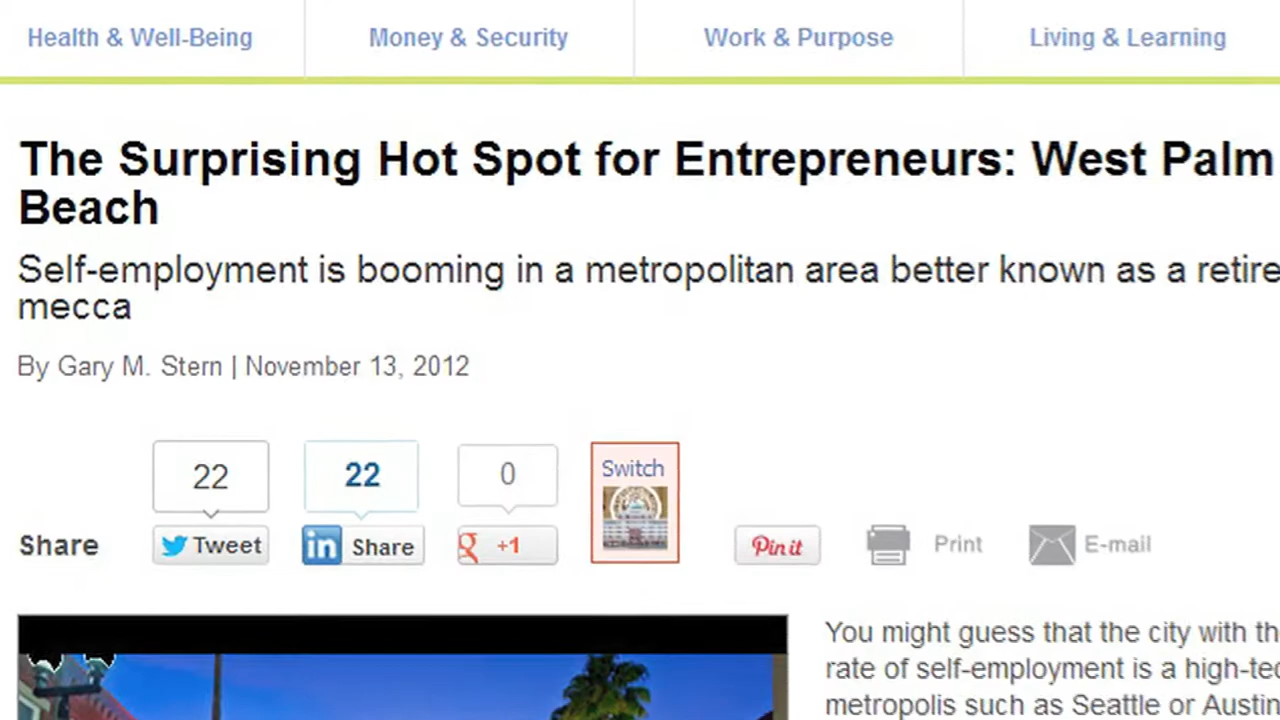 Health & Well-Being Money & Security Work & Purpose Living & Learning
The Surprising Hot Spot for Entrepreneurs: West Palm
Beach
Self-employment is booming in a metropolitan area better known as a retire
mecca
By Gary M. Stern | November 13, 2012
22 22 0 Switch
Share Tweet in Share +1 Pin it Print E-mail
You might guess that the city with th
rate of self-employment is a high-tec
metropolis such as Seattle or Austin